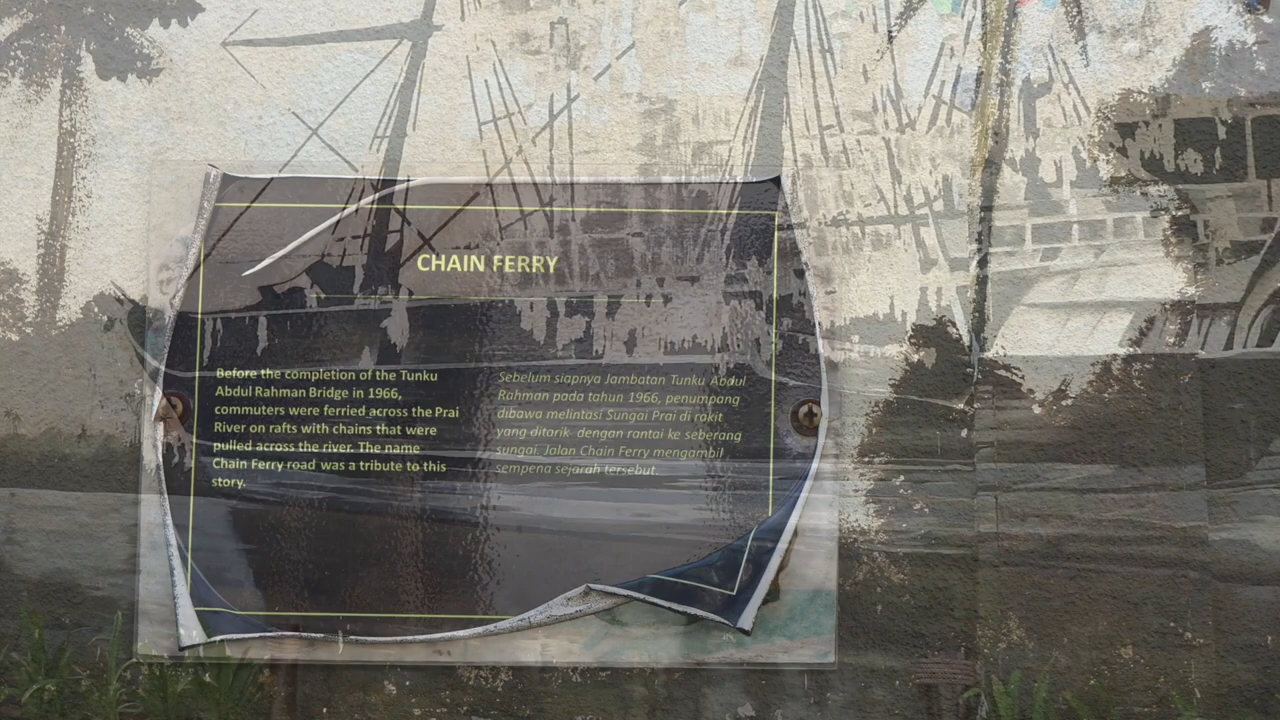 CHAIN FERRY
Before the completion of the Tunku
Abdul Rahman Bridge in 1966,
commuters were ferried across the Prai
River on rafts with chains that were
pulled across the river. The name
Chain Ferry road was a tribute to this
story.
Sebelum siapnya Jambatan Tunku Abdul
Rahman pada tahun 1966, penumpang
dibawa melintasi Sungai Prai di rakit
yang ditarik dengan rantai ke seberang
sungai. Jalan Chain Ferry mengambil
sempena sejarah tersebut.